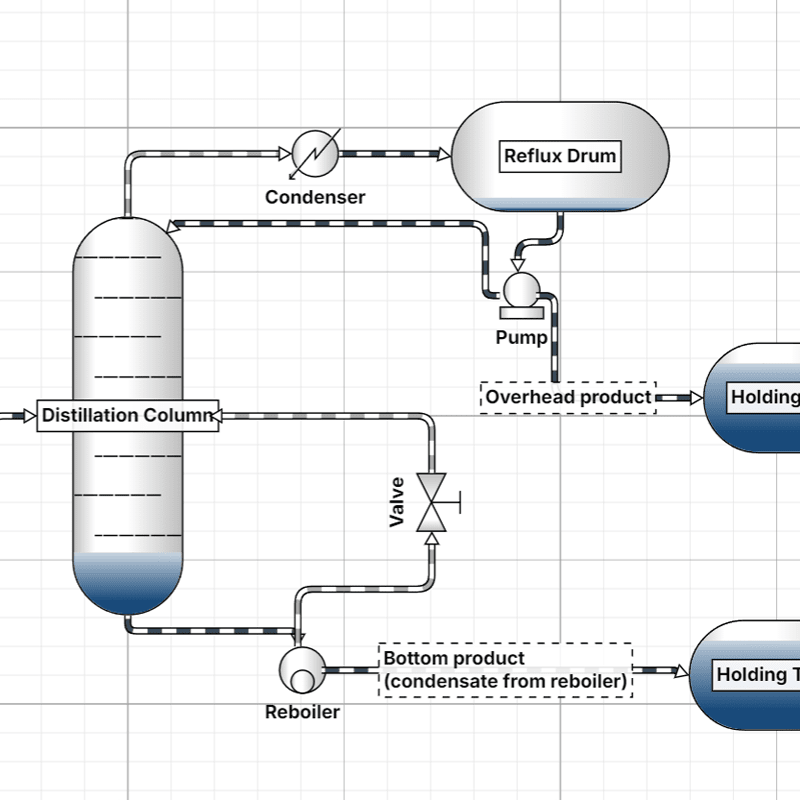 Reflux Drum
Condenser
Pump
Overhead product
Holding
Distillation Column
Valve
Bottom product
(condensate from reboiler)
Holding T
Reboiler